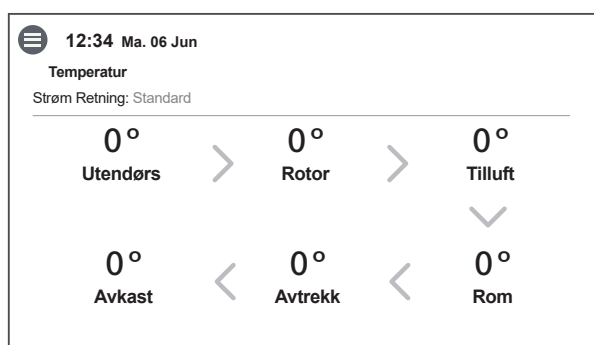 12:34 Ma. 06 Jun
Temperatur
Strøm Retning: Standard
0° 0° 0°
Utendørs Rotor Tilluft
0° 0° 0°
Avkast Avtrekk Rom